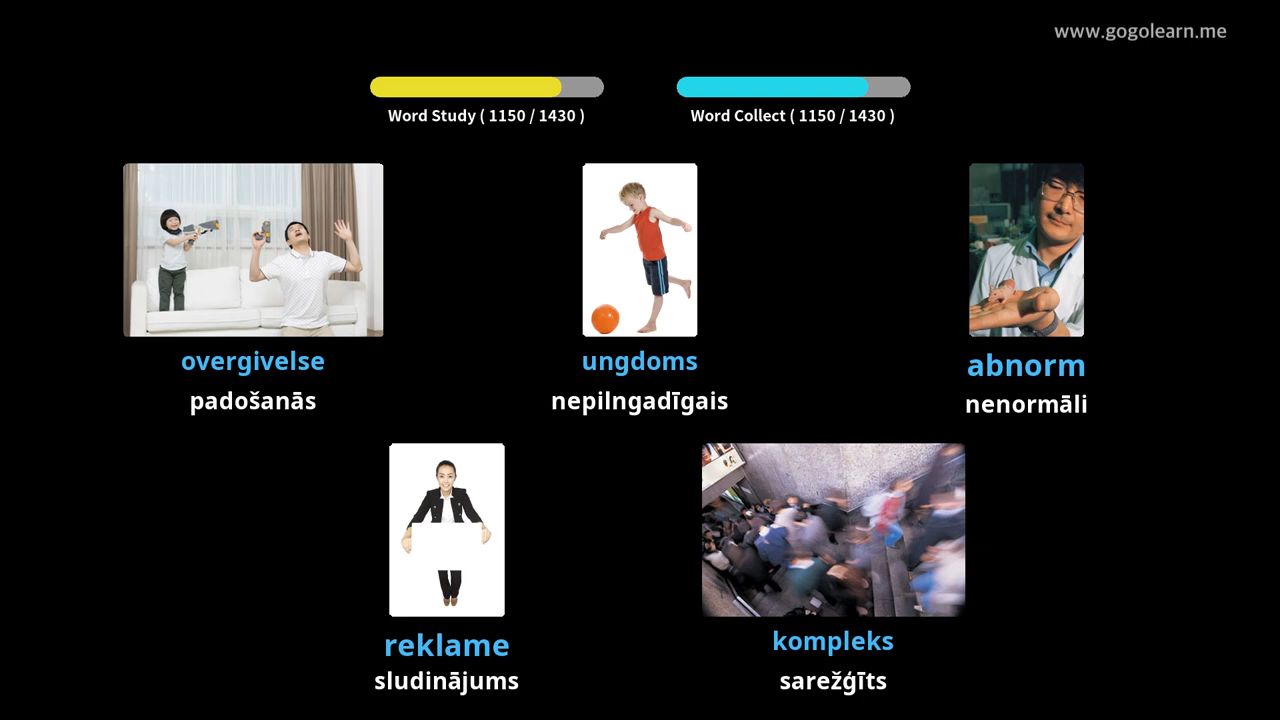 www.gogolearn.me
Word Study ( 1150 / 1430 )
Word Collect ( 1150 / 1430 )
overgivelse
padošanās
ungdoms
nepilngadīgais
abnorm
nenormāli
reklame
sludinājums
kompleks
sarežģīts